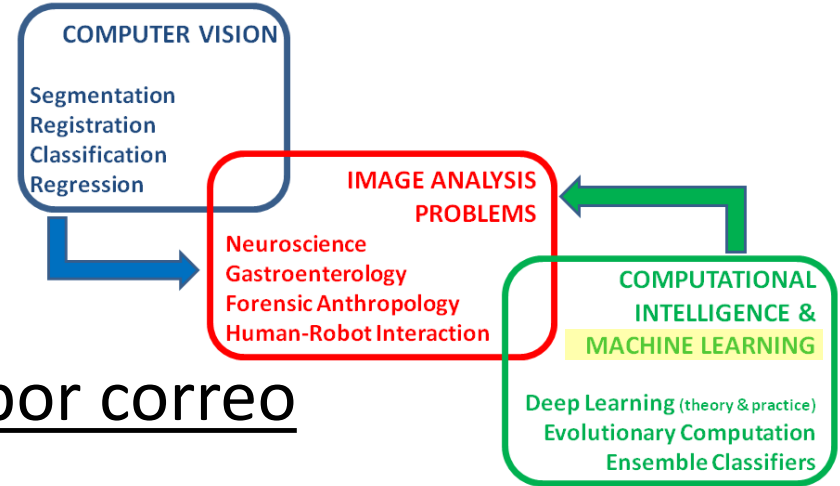 COMPUTER VISION
Segmentation
Registration
Classification
Regression
IMAGE ANALYSIS
PROBLEMS
Neuroscience
Gastroenterology
Forensic Anthropology
Human-Robot Interaction
COMPUTATIONAL
INTELLIGENCE &
MACHINE LEARNING
Deep Learning (theory & practice)
Evolutionary Computation
Ensemble Classifiers
por correo